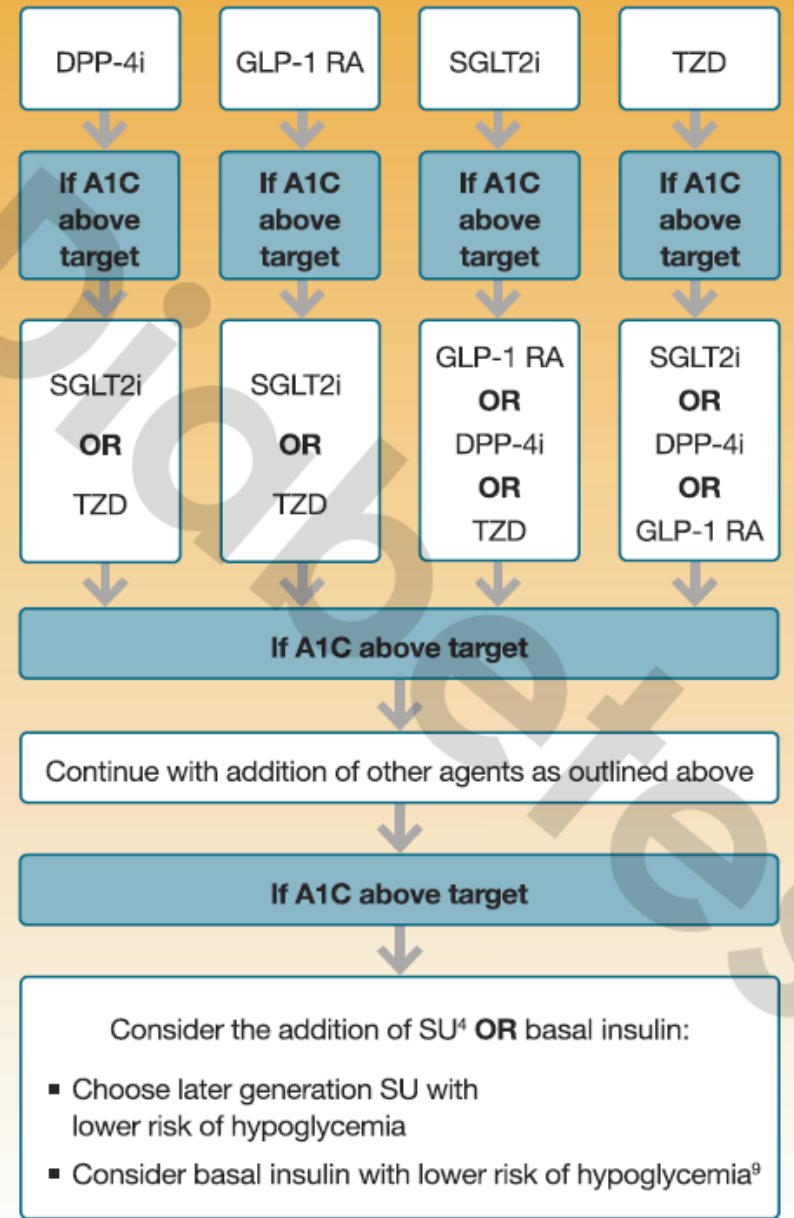 DPP-4i
GLP-1 RA
SGLT2i
TZD
If A1C
above
target
If A1C
above
target
If A1C
above
target
If A1C
above
target
SGLT2i
OR
TZD
SGLT2i
OR
TZD
GLP-1 RA
OR
DPP-4i
OR
TZD
SGLT2i
OR
DPP-4i
OR
GLP-1 RA
If A1C above target
Continue with addition of other agents as outlined above
If A1C above target
Consider the addition of SU⁴ OR basal insulin:
▪ Choose later generation SU with
lower risk of hypoglycemia
▪ Consider basal insulin with lower risk of hypoglycemia⁹
Diabetes